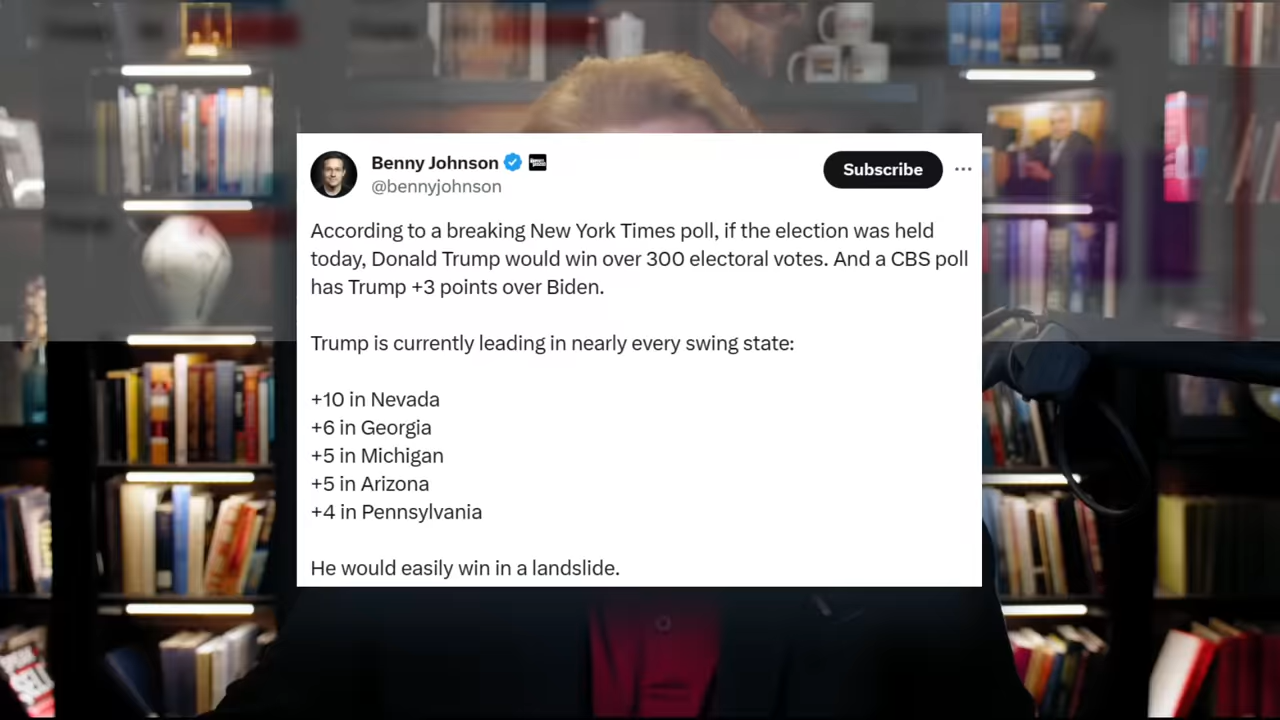 Benny Johnson
@bennyjohnson
Subscribe
According to a breaking New York Times poll, if the election was held
today, Donald Trump would win over 300 electoral votes. And a CBS poll
has Trump +3 points over Biden.
Trump is currently leading in nearly every swing state:
+10 in Nevada
+6 in Georgia
+5 in Michigan
+5 in Arizona
+4 in Pennsylvania
He would easily win in a landslide.